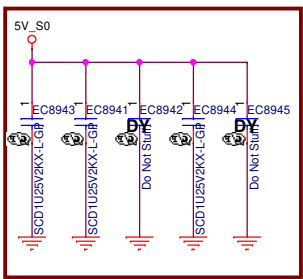 5V_S0
1
EC8943
SCD1U25V2KX-L-GP
1
EC8941
SCD1U25V2KX-L-GP
1
EC8942
DY
Do Not Stuff
1
EC8944
SCD1U25V2KX-L-GP
1
EC8945
DY
Do Not Stuff